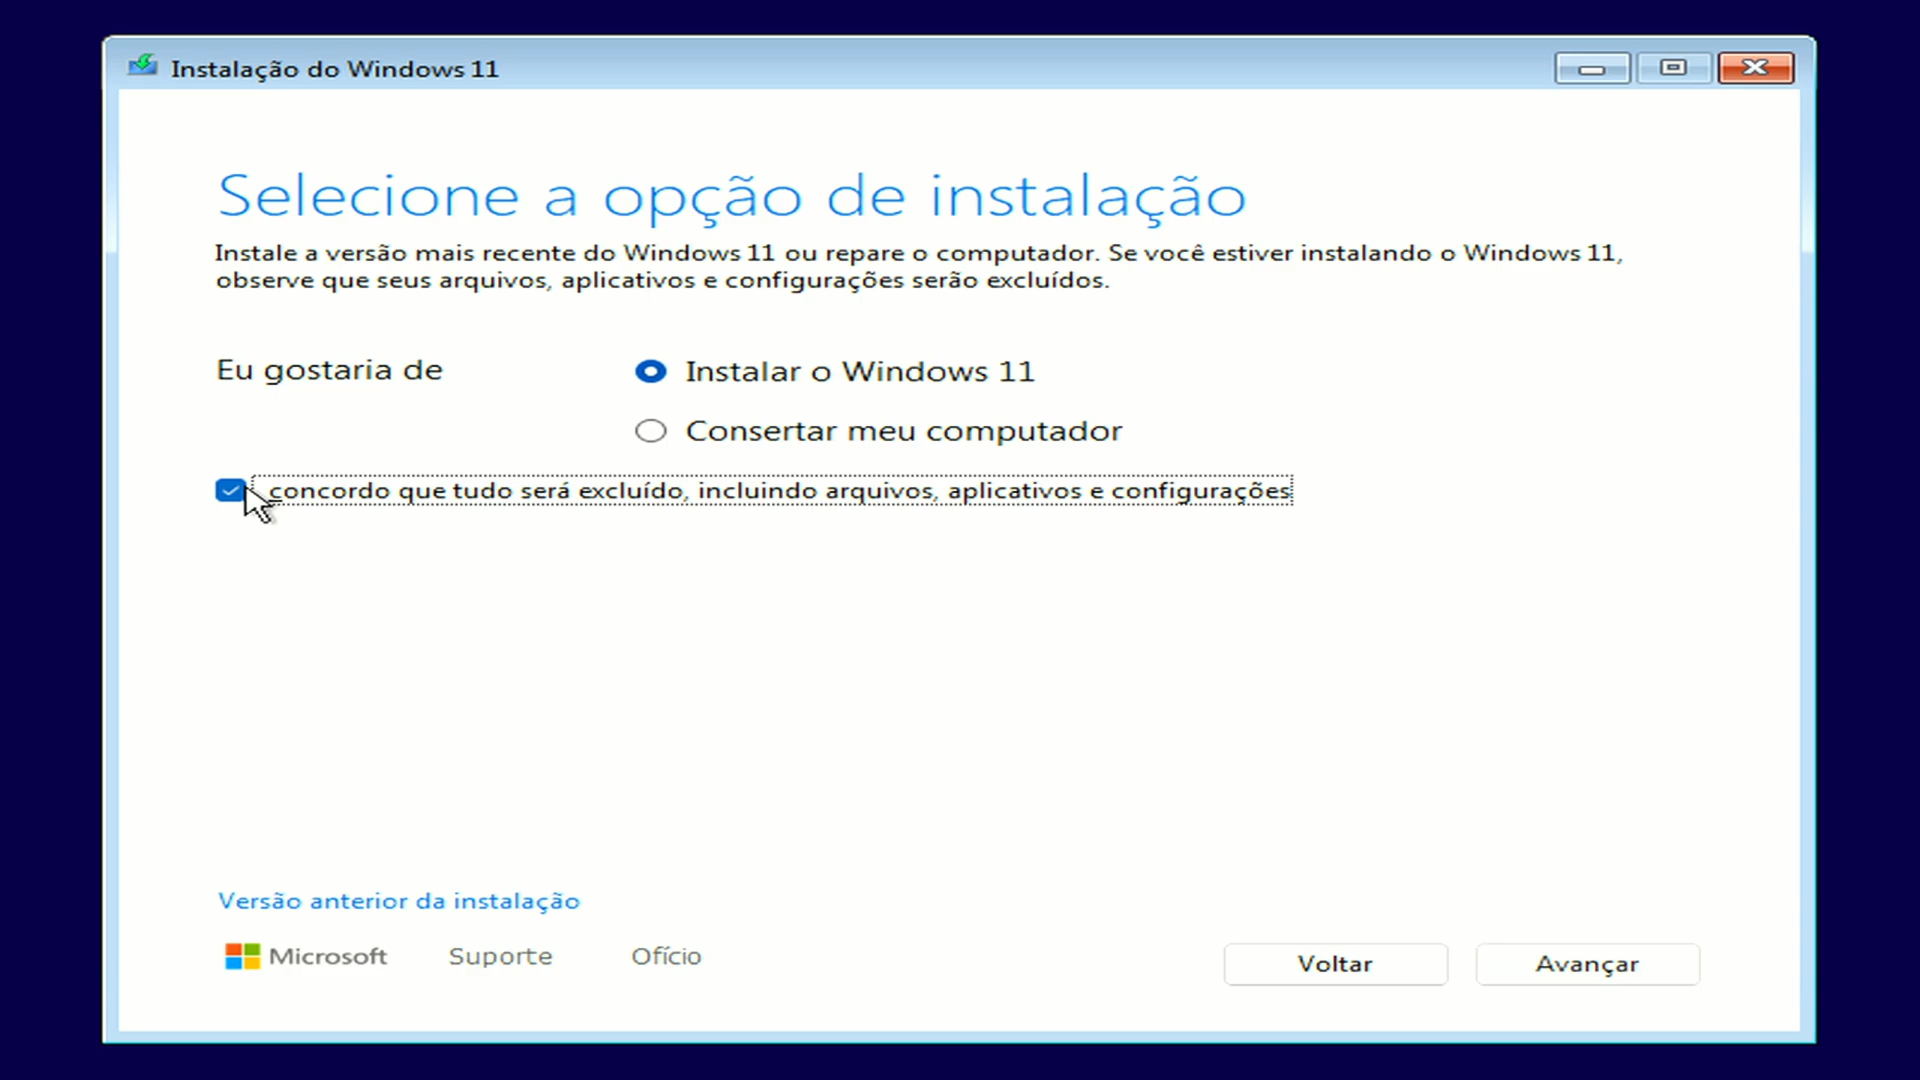 Instalação do Windows 11
Selecione a opção de instalação
Instale a versão mais recente do Windows 11 ou repare o computador. Se você estiver instalando o Windows 11,
observe que seus arquivos, aplicativos e configurações serão excluídos.
Eu gostaria de
Instalar o Windows 11
Consertar meu computador
concordo que tudo será excluído, incluindo arquivos, aplicativos e configurações
Versão anterior da instalação
Microsoft
Suporte
Ofício
Voltar
Avançar